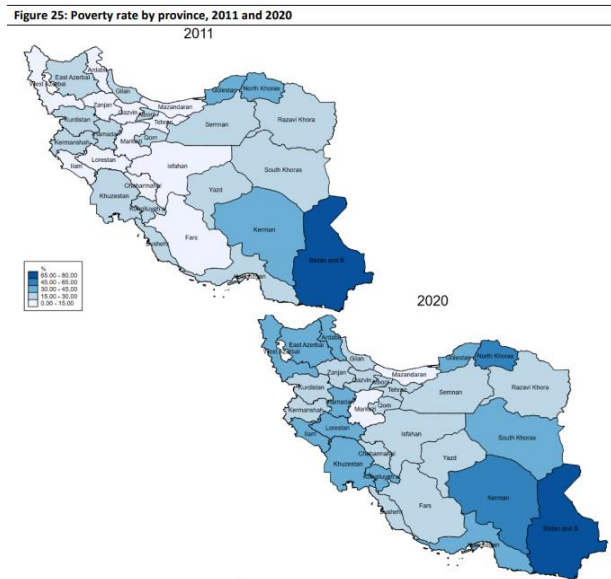 Figure 25: Poverty rate by province, 2011 and 2020
2011
Ardabil
East Azerbai
West Azerbai
Gilan
Golestan
North Khoras
Zanjan
Mazandaran
Qazvin
Alborz
Tehran
Semnan
Razavi Khora
Kurdistan
Hamadan
Markazi
Qom
Kermanshah
Lorestan
Ilam
Isfahan
South Khoras
Chaharmahal
Yazd
Khuzestan
Kerman
Fars
Bushehr
Sistan and B
%
65.00 - 80.00
45.00 - 65.00
30.00 - 45.00
15.00 - 30.00
0.00 - 15.00
2020
Ardabil
East Azerbai
West Azerbai
Gilan
Golestan
North Khoras
Zanjan
Mazandaran
Qazvin
Alborz
Tehran
Semnan
Razavi Khora
Kurdistan
Hamadan
Markazi
Qom
Kermanshah
Lorestan
Ilam
Isfahan
South Khoras
Chaharmahal
Yazd
Khuzestan
Kerman
Fars
Bushehr
Sistan and B